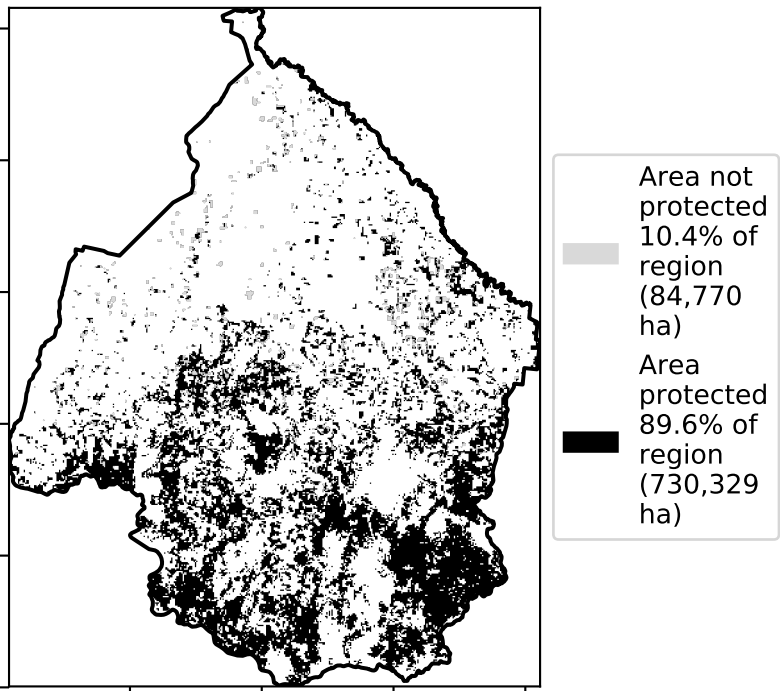 Area not
protected
10.4% of
region
(84,770
ha)
Area
protected
89.6% of
region
(730,329
ha)